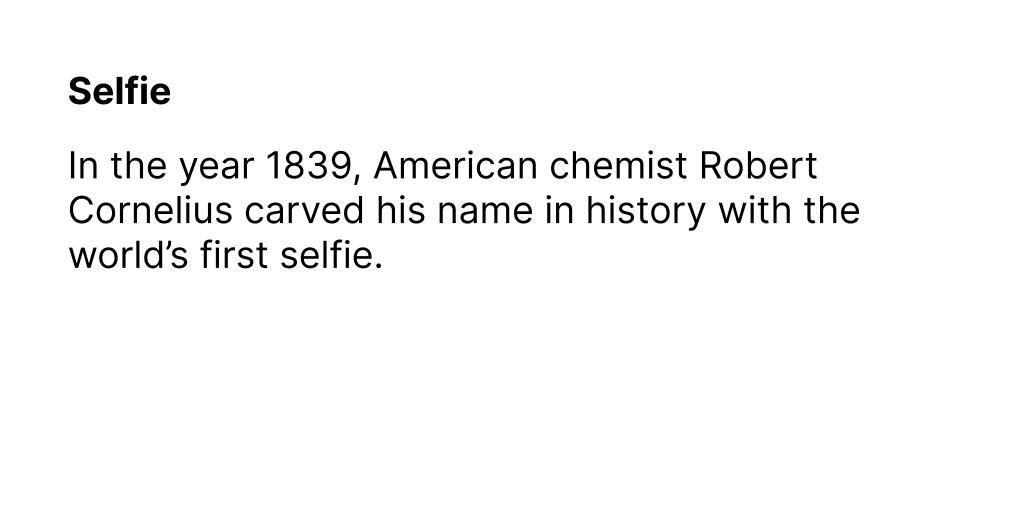 Selfie
In the year 1839, American chemist Robert
Cornelius carved his name in history with the
world’s first selfie.